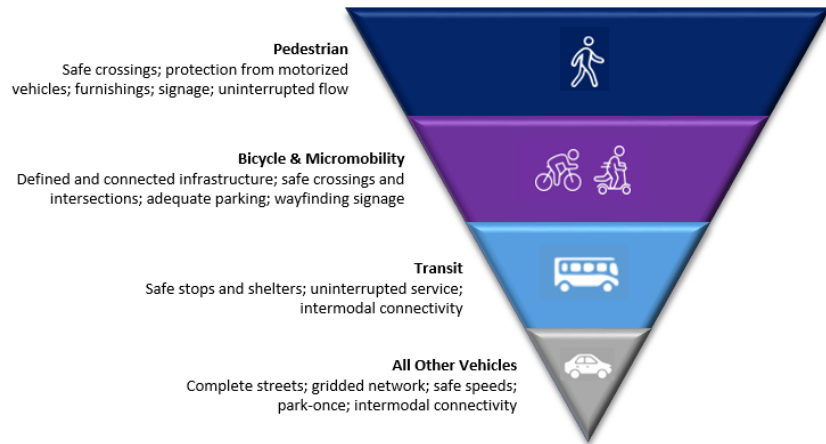 Pedestrian
Safe crossings; protection from motorized
vehicles; furnishings; signage; uninterrupted flow
Bicycle & Micromobility
Defined and connected infrastructure; safe crossings and
intersections; adequate parking; wayfinding signage
Transit
Safe stops and shelters; uninterrupted service;
intermodal connectivity
All Other Vehicles
Complete streets; gridded network; safe speeds;
park-once; intermodal connectivity